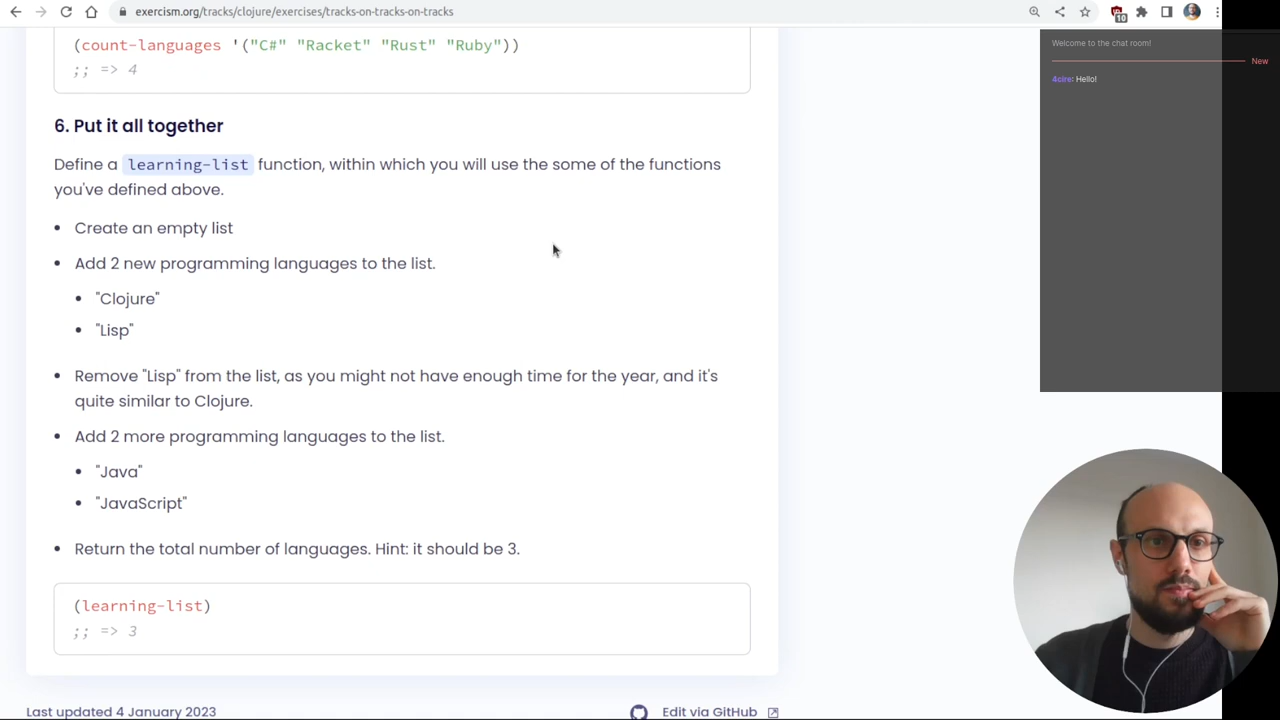 exercism.org/tracks/clojure/exercises/tracks-on-tracks-on-tracks
10
(count-languages '("C#" "Racket" "Rust" "Ruby"))
;; => 4
6. Put it all together
Define a learning-list function, within which you will use the some of the functions
you've defined above.
• Create an empty list
• Add 2 new programming languages to the list.
• "Clojure"
• "Lisp"
• Remove "Lisp" from the list, as you might not have enough time for the year, and it's
quite similar to Clojure.
• Add 2 more programming languages to the list.
• "Java"
• "JavaScript"
• Return the total number of languages. Hint: it should be 3.
(learning-list)
;; => 3
Last updated 4 January 2023
Edit via GitHub
Welcome to the chat room!
New
4cire: Hello!